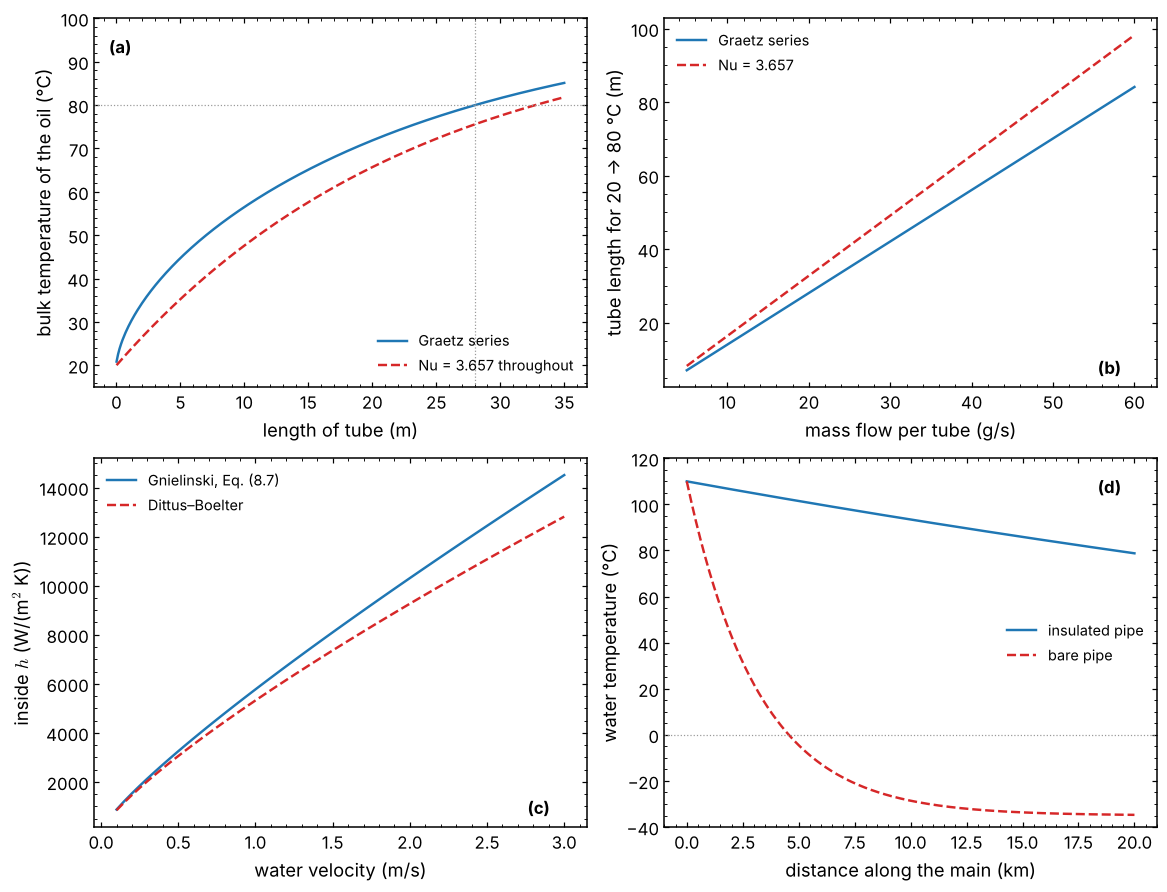 (a)
100
90
80
70
60
50
40
30
20
bulk temperature of the oil (°C)
Graetz series
Nu = 3.657 throughout
0 5 10 15 20 25 30 35
length of tube (m)
Graetz series
Nu = 3.657
100
80
60
40
20
tube length for 20 → 80 °C (m)
(b)
10 20 30 40 50 60
mass flow per tube (g/s)
Gnielinski, Eq. (8.7)
Dittus–Boelter
14000
12000
10000
8000
6000
4000
2000
inside h (W/(m² K))
(c)
0.0 0.5 1.0 1.5 2.0 2.5 3.0
water velocity (m/s)
(d)
120
100
80
60
40
20
0
−20
−40
water temperature (°C)
insulated pipe
bare pipe
0.0 2.5 5.0 7.5 10.0 12.5 15.0 17.5 20.0
distance along the main (km)